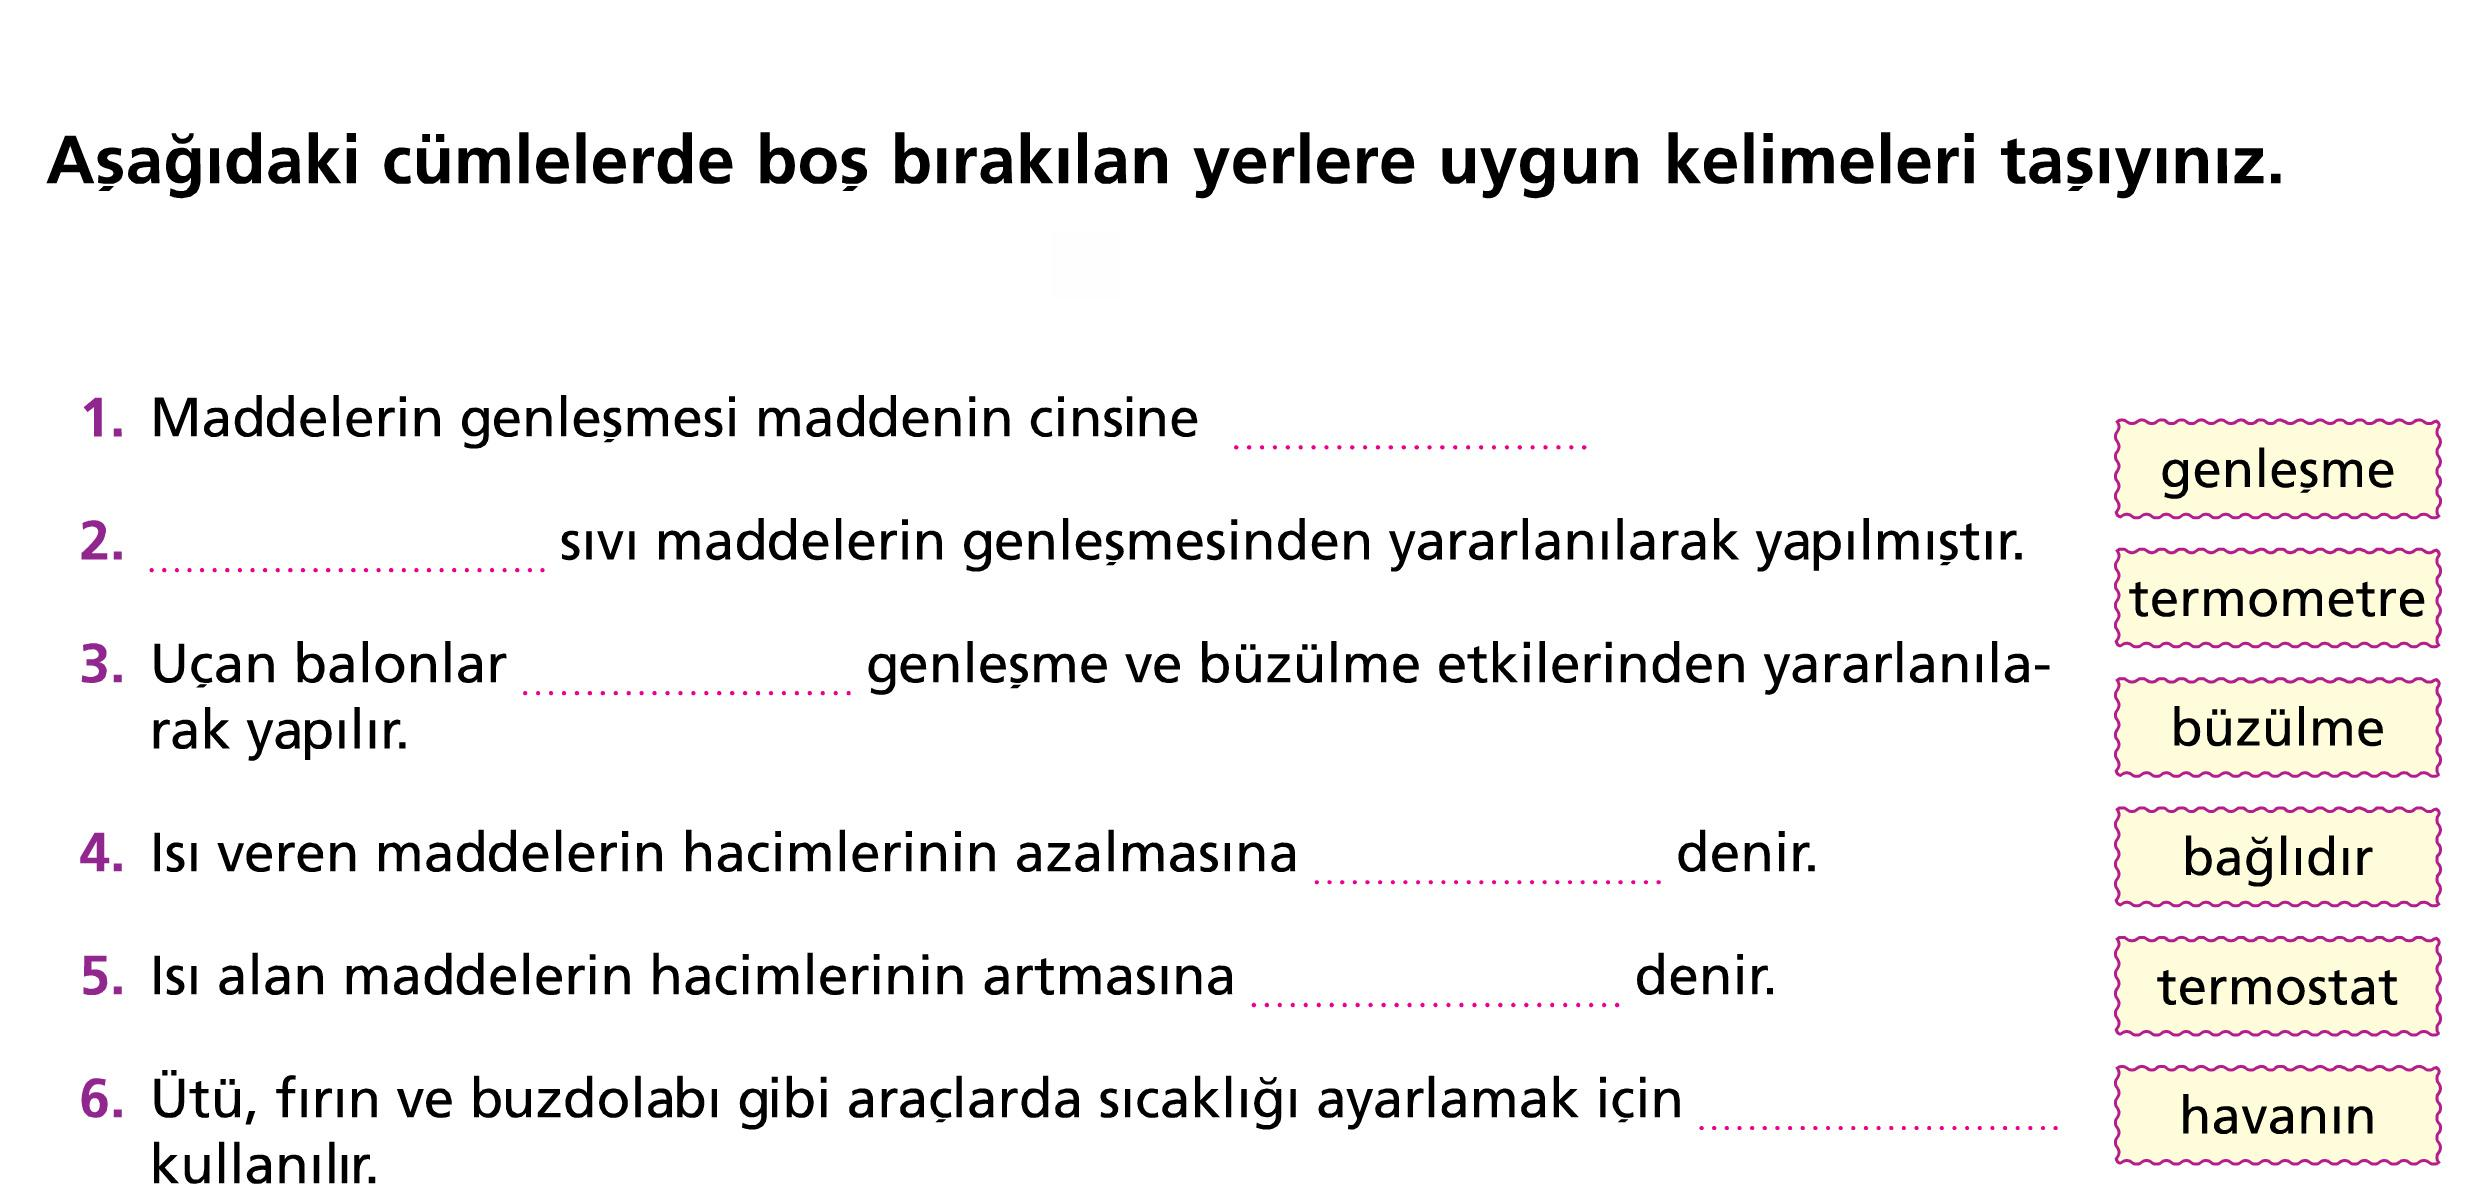 Aşağıdaki cümlelerde boş bırakılan yerlere uygun kelimeleri taşıyınız.
1. Maddelerin genleşmesi maddenin cinsine ............................
2. ............................... sıvı maddelerin genleşmesinden yararlanılarak yapılmıştır.
3. Uçan balonlar .......................... genleşme ve büzülme etkilerinden yararlanıla-
rak yapılır.
4. Isı veren maddelerin hacimlerinin azalmasına ........................... denir.
5. Isı alan maddelerin hacimlerinin artmasına ............................. denir.
6. Ütü, fırın ve buzdolabı gibi araçlarda sıcaklığı ayarlamak için ............................
kullanılır.
genleşme
termometre
büzülme
bağlıdır
termostat
havanın